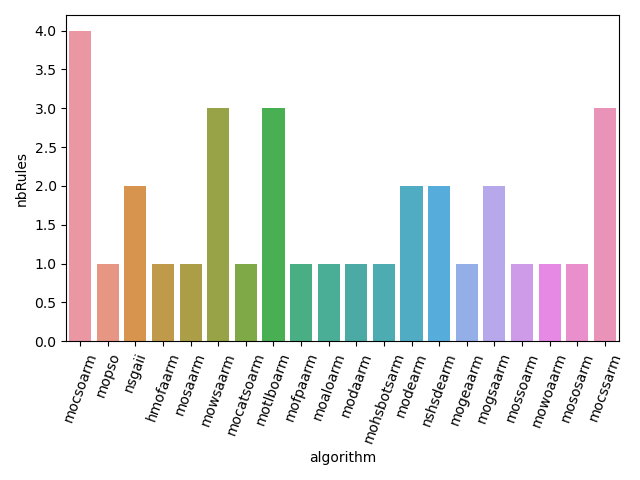 4.0
3.5
3.0
2.5
2.0
1.5
1.0
0.5
0.0
nbRules
mocsoarm
mopso
nsgaii
hmofaarm
mosaarm
mowsaarm
mocatsoarm
motlboarm
mofpaarm
moaloarm
modaarm
mohsbotsarm
modearm
nshsdearm
mogeaarm
mogsaarm
mossoarm
mowoaarm
mososarm
mocssarm
algorithm